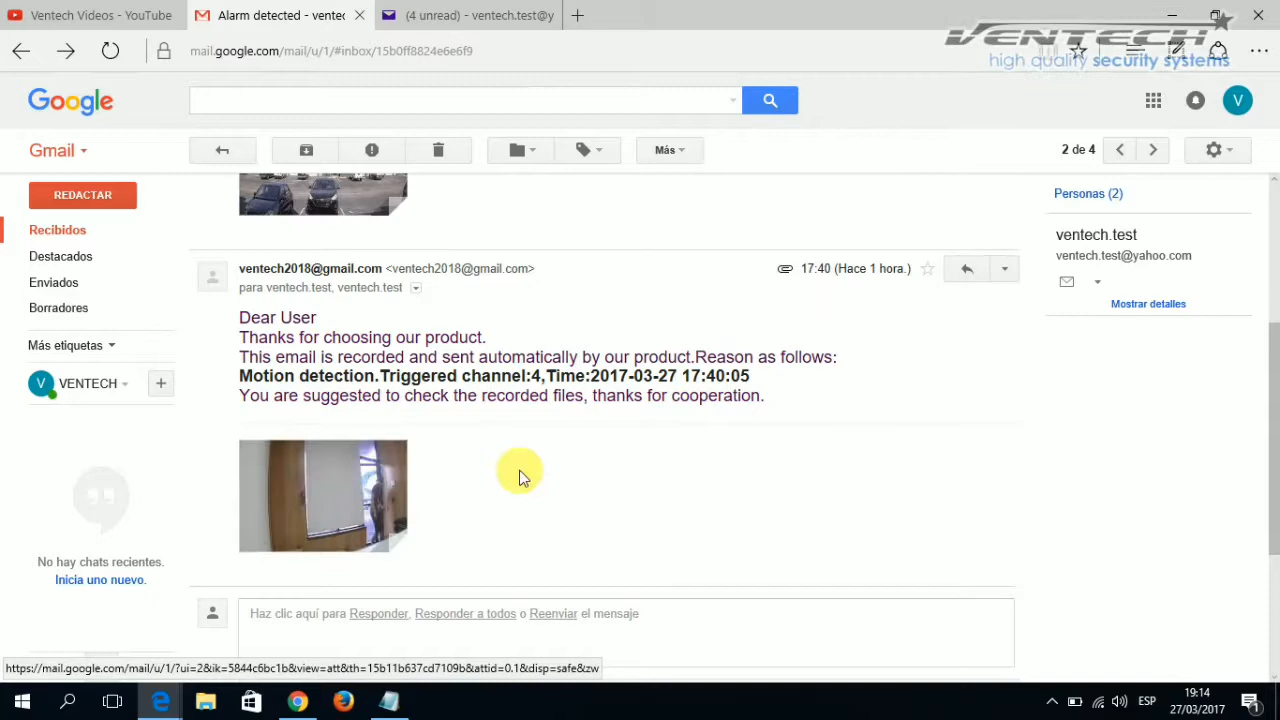 Ventech Videos - YouTube
Alarm detected - ventec
(4 unread) - ventech.test@y
mail.google.com/mail/u/1/#inbox/15b0ff8824e6e6f9
VENTECH
high quality security systems
Google
V
Gmail
Más
2 de 4
REDACTAR
Recibidos
Destacados
Enviados
Borradores
Más etiquetas
V VENTECH
No hay chats recientes.
Inicia uno nuevo.
ventech2018@gmail.com <ventech2018@gmail.com>
17:40 (Hace 1 hora.)
para ventech.test, ventech.test
Dear User
Thanks for choosing our product.
This email is recorded and sent automatically by our product.Reason as follows:
Motion detection.Triggered channel:4,Time:2017-03-27 17:40:05
You are suggested to check the recorded files, thanks for cooperation.
Haz clic aquí para Responder, Responder a todos o Reenviar el mensaje
Personas (2)
ventech.test
ventech.test@yahoo.com
Mostrar detalles
https://mail.google.com/mail/u/1/?ui=2&ik=5844c6bc1b&view=att&th=15b11b637cd7109b&attid=0.1&disp=safe&zw
ESP
19:14
27/03/2017
1